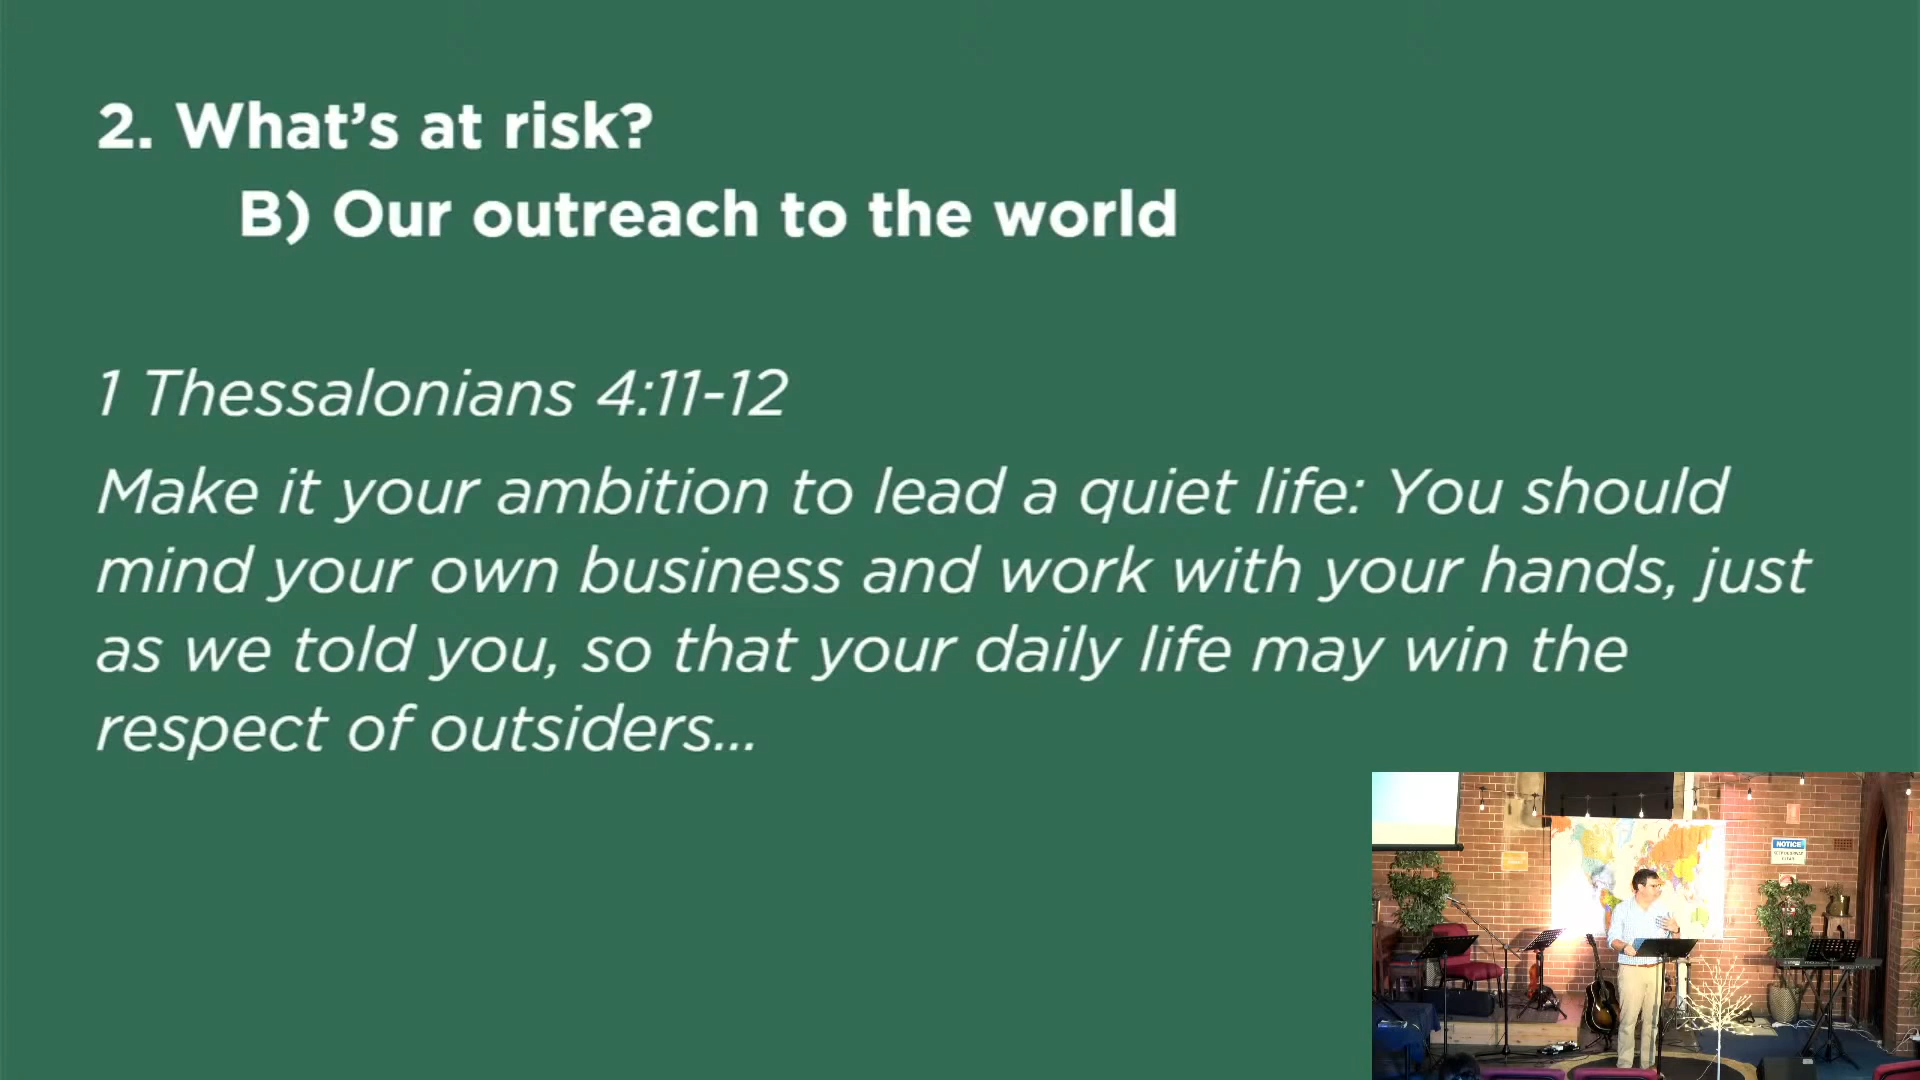 2. What’s at risk?
B) Our outreach to the world
1 Thessalonians 4:11-12
Make it your ambition to lead a quiet life: You should
mind your own business and work with your hands, just
as we told you, so that your daily life may win the
respect of outsiders...
NOTICE